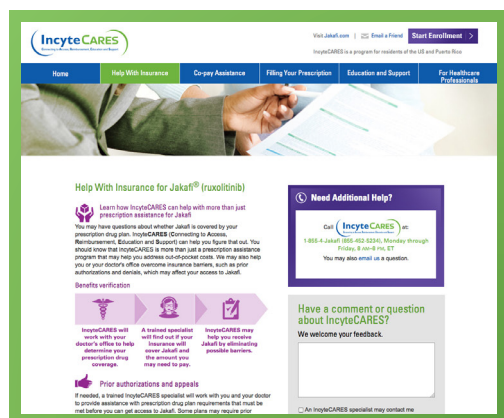 IncyteCARES
Connecting to Access, Reimbursement, Education and Support
Visit Jakafi.com | Email a Friend
Start Enrollment >
IncyteCARES is a program for residents of the US and Puerto Rico
Home
Help With Insurance
Co-pay Assistance
Filling Your Prescription
Education and Support
For Healthcare
Professionals
Help With Insurance for Jakafi® (ruxolitinib)
Learn how IncyteCARES can help with more than just
prescription assistance for Jakafi
You may have questions about whether Jakafi is covered by your
prescription drug plan. IncyteCARES (Connecting to Access,
Reimbursement, Education and Support) can help you figure that out. You
should know that IncyteCARES is more than just a prescription assistance
program that may help you address out-of-pocket costs. We may also help
you or your doctor's office overcome insurance barriers, such as prior
authorizations and denials, which may affect your access to Jakafi.
Benefits verification
IncyteCARES will
work with your
doctor's office to help
determine your
prescription drug
coverage.
A trained specialist
will find out if your
insurance will
cover Jakafi and
the amount you
may need to pay.
IncyteCARES may
help you receive
Jakafi by eliminating
possible barriers.
Prior authorizations and appeals
If needed, a trained IncyteCARES specialist will work with you and your doctor
to provide assistance with prescription drug plan requirements that must be
met before you can get access to Jakafi. Some plans may require prior
Need Additional Help?
Call IncyteCARES at:
1-855-4-Jakafi (855-452-5234), Monday through
Friday, 8 AM–8 PM, ET
You may also email us a question.
Have a comment or question
about IncyteCARES?
We welcome your feedback.
An IncyteCARES specialist may contact me